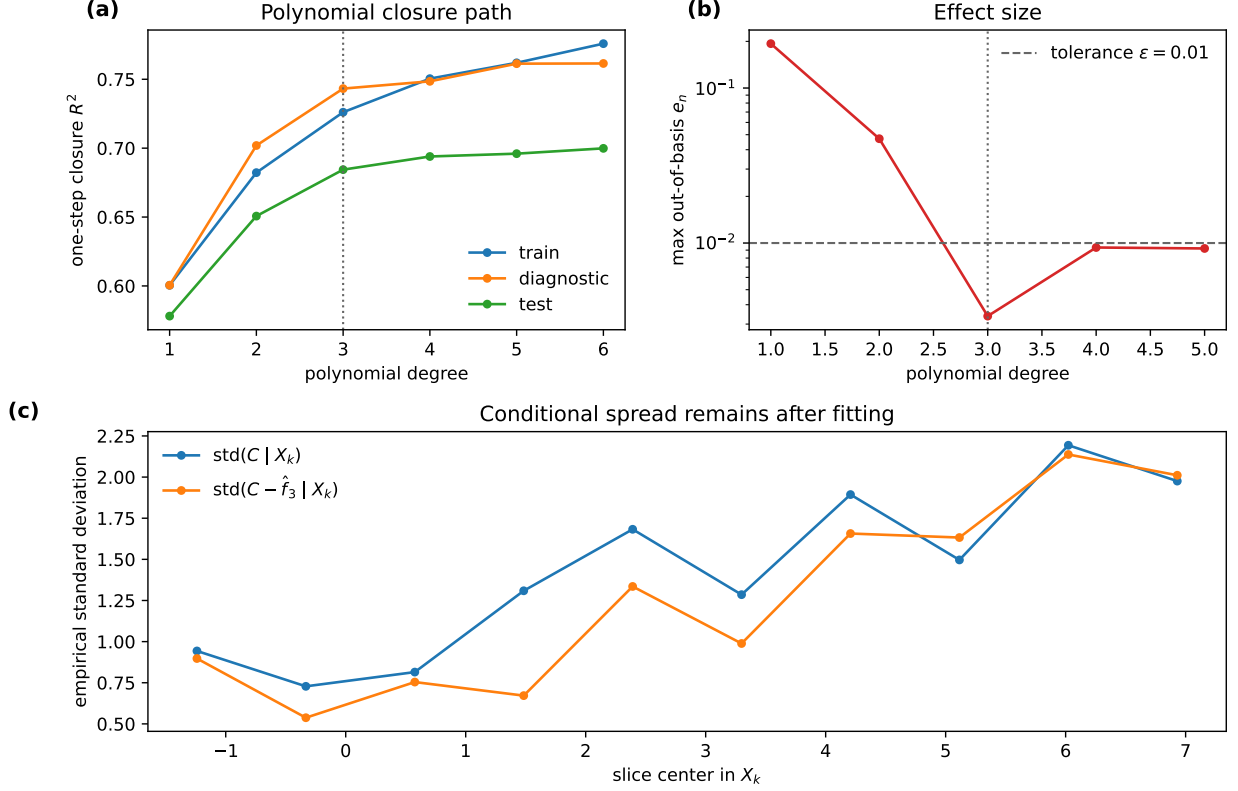 (a)
Polynomial closure path
one-step closure R²
0.75
0.70
0.65
0.60
train
diagnostic
test
1 2 3 4 5 6
polynomial degree
(b)
Effect size
max out-of-basis eₙ
10⁻¹
10⁻²
tolerance ε = 0.01
1.0 1.5 2.0 2.5 3.0 3.5 4.0 4.5 5.0
polynomial degree
(c)
Conditional spread remains after fitting
empirical standard deviation
2.25
2.00
1.75
1.50
1.25
1.00
0.75
0.50
std(C | Xₖ)
std(C − f̂₃ | Xₖ)
−1 0 1 2 3 4 5 6 7
slice center in Xₖ